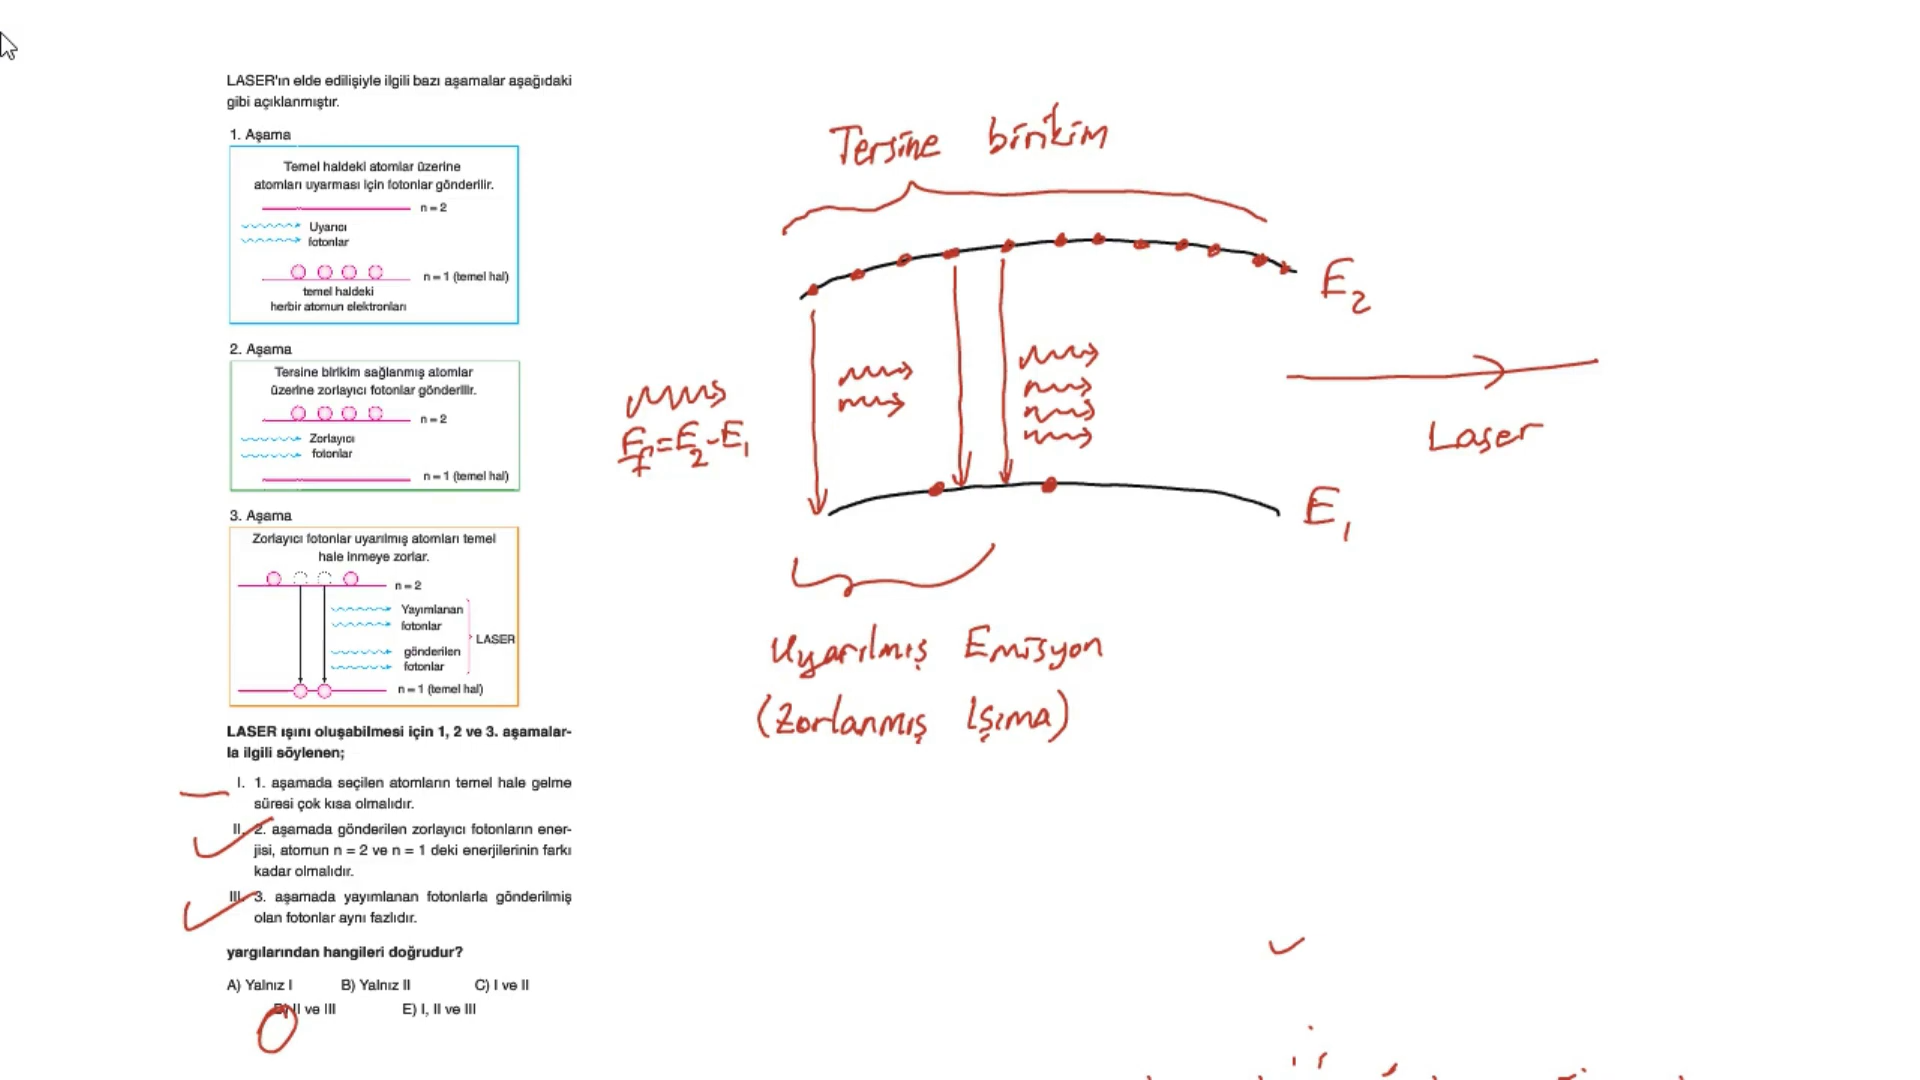 LASER'ın elde edilişiyle ilgili bazı aşamalar aşağıdaki
gibi açıklanmıştır.
1. Aşama
Temel haldeki atomlar üzerine
atomları uyarması için fotonlar gönderilir.
n = 2
Uyarıcı
fotonlar
n = 1 (temel hal)
temel haldeki
herbir atomun elektronları
2. Aşama
Tersine birikim sağlanmış atomlar
üzerine zorlayıcı fotonlar gönderilir.
n = 2
Zorlayıcı
fotonlar
n = 1 (temel hal)
3. Aşama
Zorlayıcı fotonlar uyarılmış atomları temel
hale inmeye zorlar.
n = 2
Yayımlanan
fotonlar
LASER
gönderilen
fotonlar
n = 1 (temel hal)
LASER ışını oluşabilmesi için 1, 2 ve 3. aşamalar-
la ilgili söylenen;
I. 1. aşamada seçilen atomların temel hale gelme
süresi çok kısa olmalıdır.
II. 2. aşamada gönderilen zorlayıcı fotonların ener-
jisi, atomun n = 2 ve n = 1 deki enerjilerinin farkı
kadar olmalıdır.
III. 3. aşamada yayımlanan fotonlarla gönderilmiş
olan fotonlar aynı fazlıdır.
yargılarından hangileri doğrudur?
A) Yalnız I B) Yalnız II C) I ve II
D) II ve III E) I, II ve III
Tersine birikim
E2
E1
Laser
Uyarılmış Emisyon
(Zorlanmış Işıma)